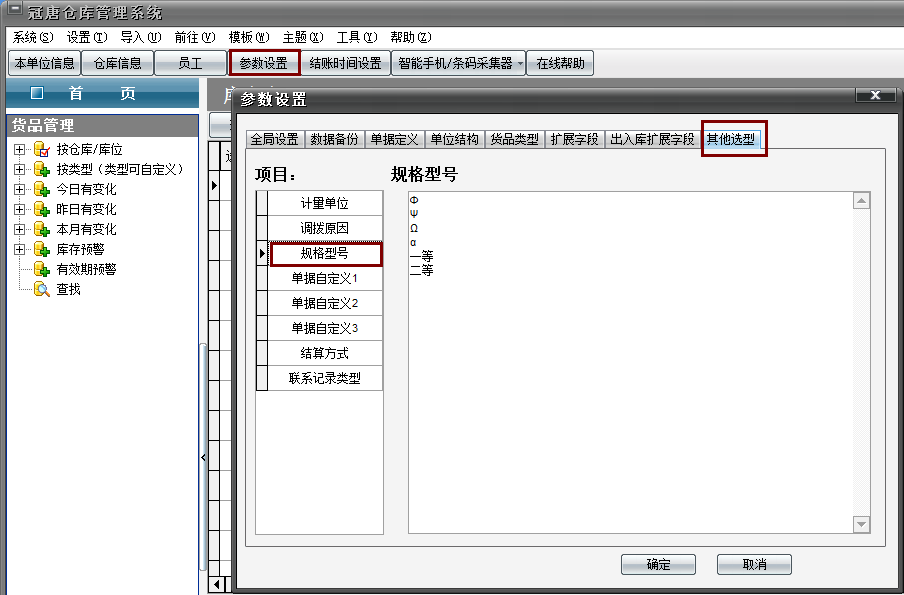 冠唐仓库管理系统
系统(S) 设置(T) 导入(U) 前往(V) 模板(W) 主题(X) 工具(Y) 帮助(Z)
本单位信息 仓库信息 员工 参数设置 结账时间设置 智能手机/条码采集器 在线帮助
首 页
货品管理
按仓库/库位
按类型（类型可自定义）
今日有变化
昨日有变化
本月有变化
库存预警
有效期预警
查找
参数设置
全局设置 数据备份 单据定义 单位结构 货品类型 扩展字段 出入库扩展字段 其他选型
项目：
计量单位
调拨原因
规格型号
单据自定义1
单据自定义2
单据自定义3
结算方式
联系记录类型
规格型号
Φ
Ψ
Ω
α
一等
二等
确定 取消